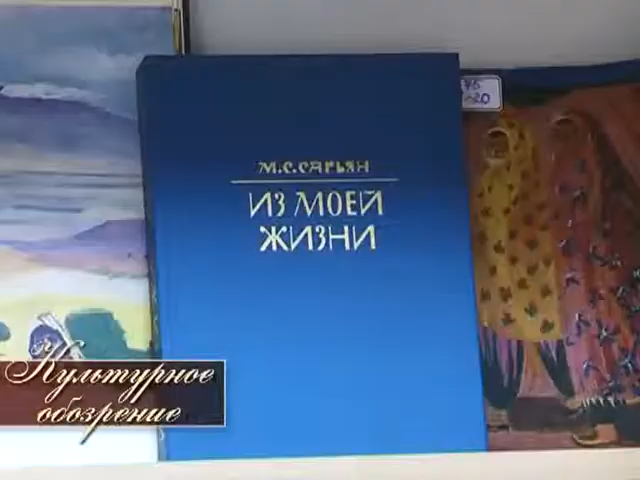 М.С.САРЬЯН
ИЗ МОЕЙ
ЖИЗНИ
Культурное
обозрение